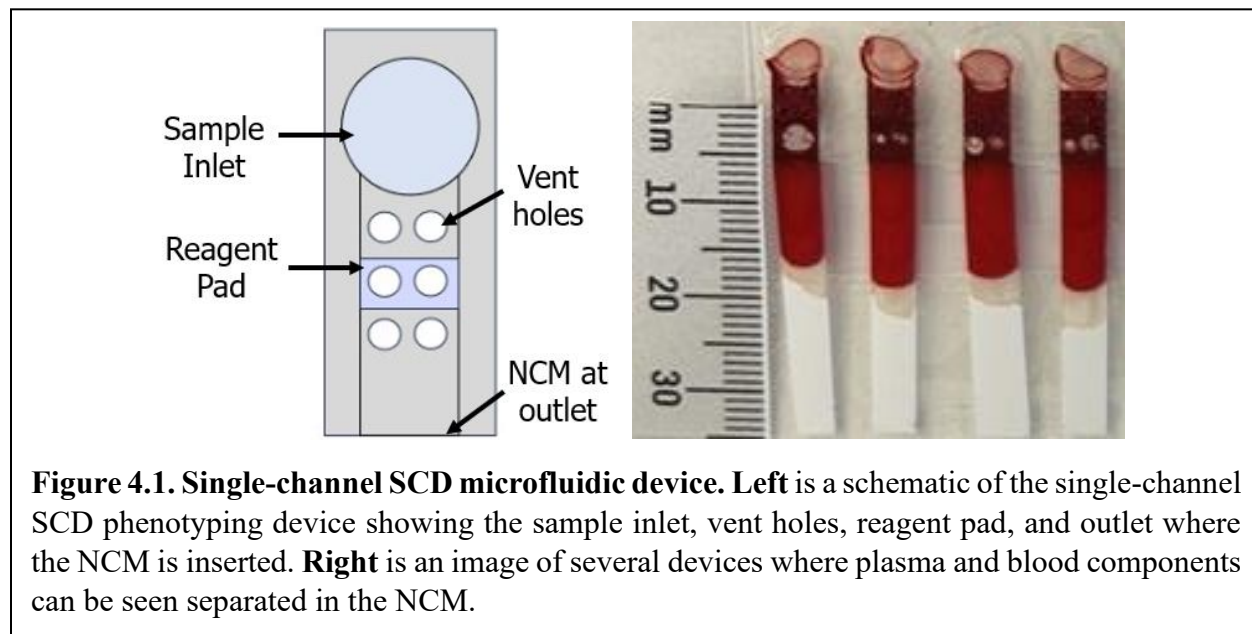 Sample
Inlet
Vent
holes
Reagent
Pad
NCM at
outlet
mm
10
20
30
Figure 4.1. Single-channel SCD microfluidic device. Left is a schematic of the single-channel
SCD phenotyping device showing the sample inlet, vent holes, reagent pad, and outlet where
the NCM is inserted. Right is an image of several devices where plasma and blood components
can be seen separated in the NCM.